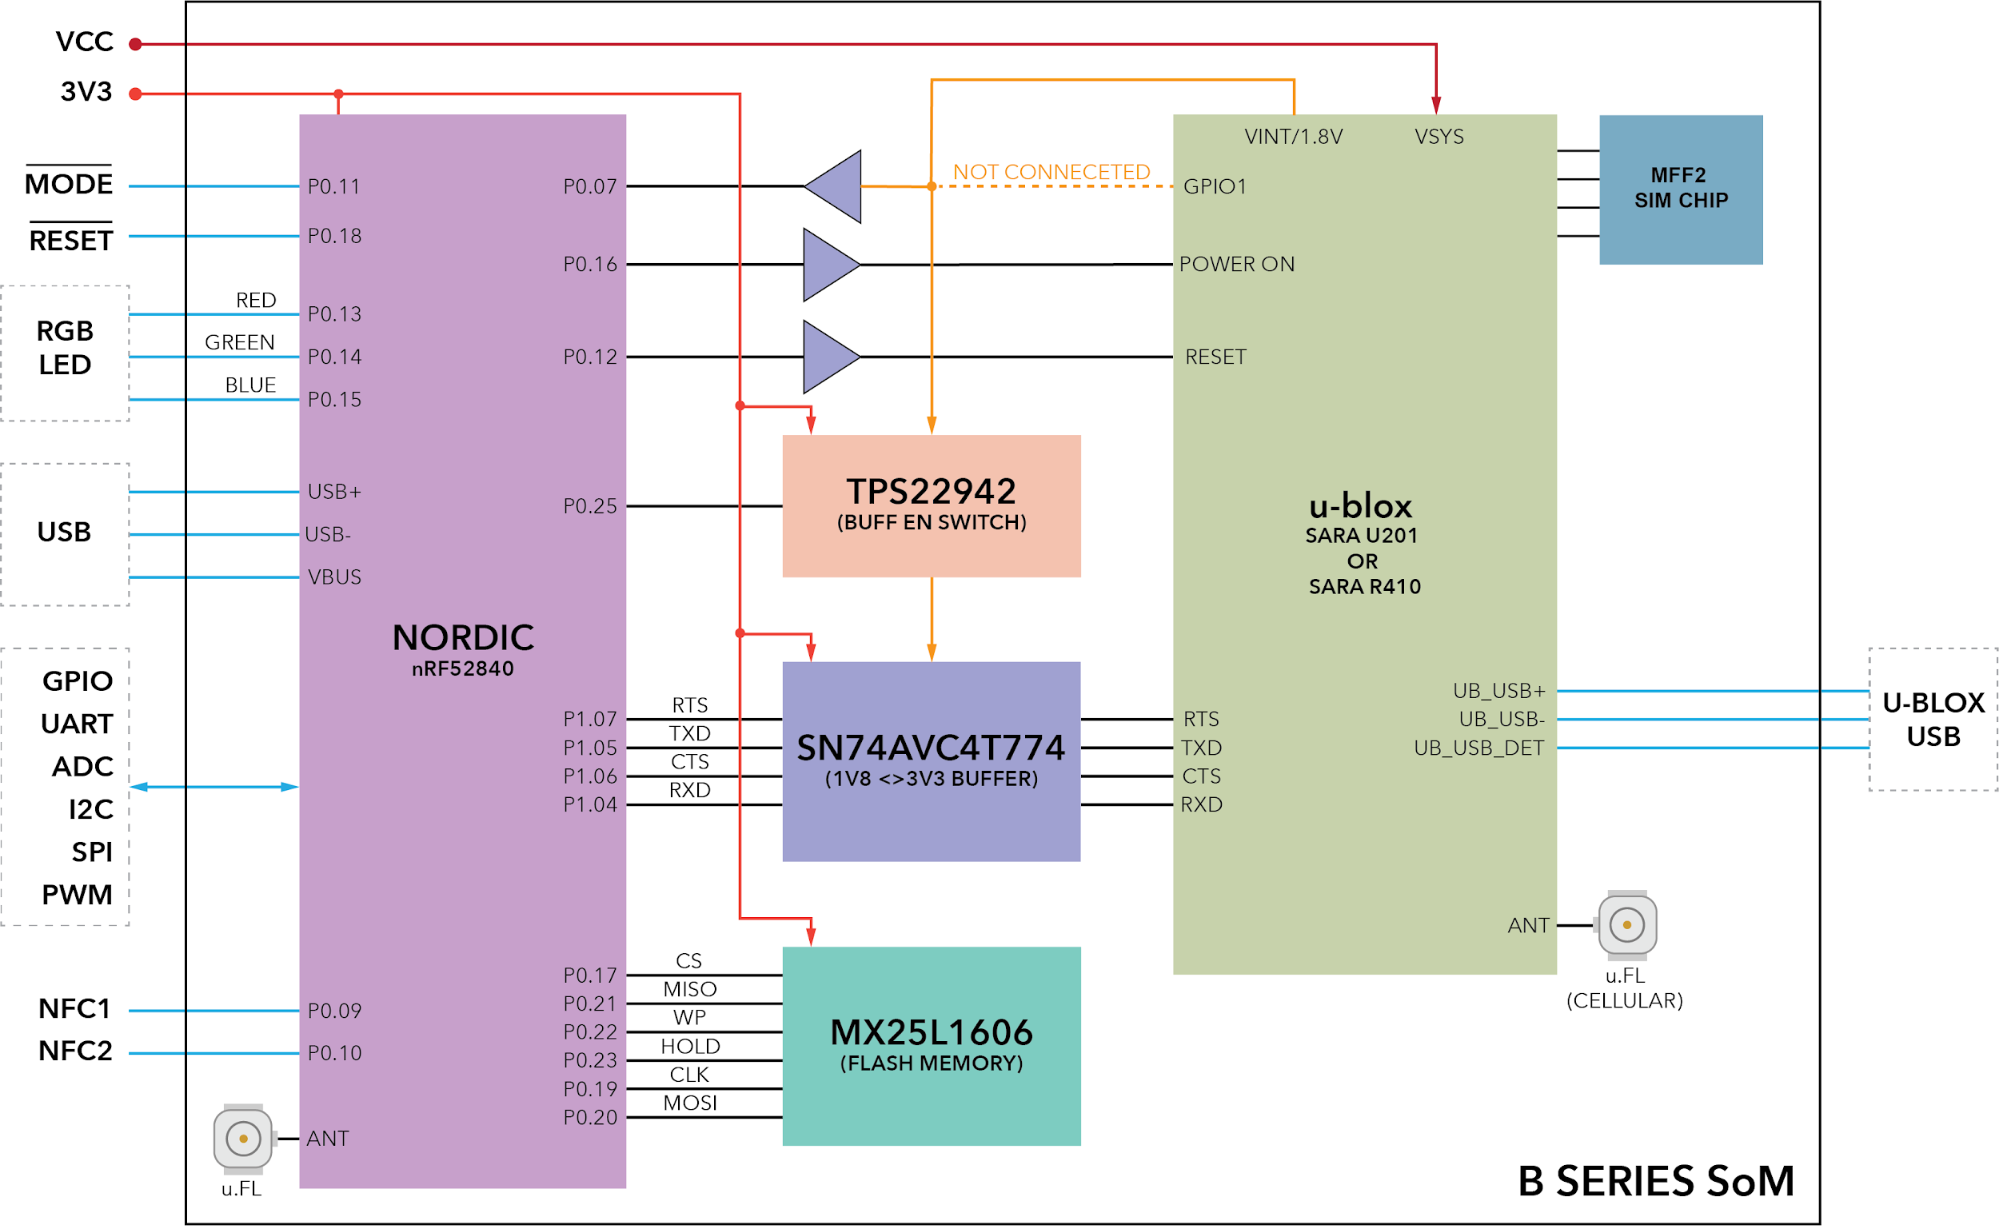 VCC
3V3
MODE
RESET
RGB
LED
RED
GREEN
BLUE
USB
GPIO
UART
ADC
I2C
SPI
PWM
NFC1
NFC2
P0.11
P0.18
P0.13
P0.14
P0.15
USB+
USB-
VBUS
P0.09
P0.10
ANT
u.FL
NORDIC
nRF52840
P0.07
P0.16
P0.12
P0.25
P1.07
P1.05
P1.06
P1.04
P0.17
P0.21
P0.22
P0.23
P0.19
P0.20
RTS
TXD
CTS
RXD
CS
MISO
WP
HOLD
CLK
MOSI
NOT CONNECETED
TPS22942
(BUFF EN SWITCH)
SN74AVC4T774
(1V8 <>3V3 BUFFER)
MX25L1606
(FLASH MEMORY)
VINT/1.8V
VSYS
GPIO1
POWER ON
RESET
u-blox
SARA U201
OR
SARA R410
RTS
TXD
CTS
RXD
UB_USB+
UB_USB-
UB_USB_DET
ANT
MFF2
SIM CHIP
U-BLOX
USB
u.FL
(CELLULAR)
B SERIES SoM